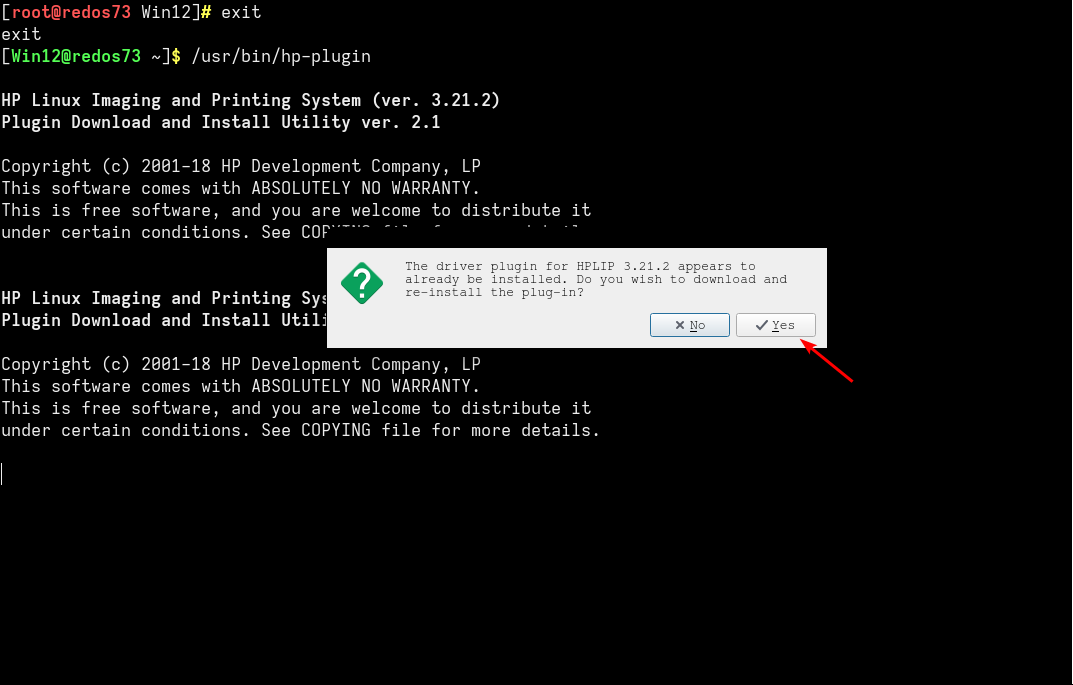 [root@redos73 Win12]# exit
exit
[Win12@redos73 ~]$ /usr/bin/hp-plugin
HP Linux Imaging and Printing System (ver. 3.21.2)
Plugin Download and Install Utility ver. 2.1
Copyright (c) 2001-18 HP Development Company, LP
This software comes with ABSOLUTELY NO WARRANTY.
This is free software, and you are welcome to distribute it
under certain conditions. See COPYING file for more details.
The driver plugin for HPLIP 3.21.2 appears to
already be installed. Do you wish to download and
re-install the plug-in?
No Yes
HP Linux Imaging and Printing Sys
Plugin Download and Install Utili
Copyright (c) 2001-18 HP Development Company, LP
This software comes with ABSOLUTELY NO WARRANTY.
This is free software, and you are welcome to distribute it
under certain conditions. See COPYING file for more details.